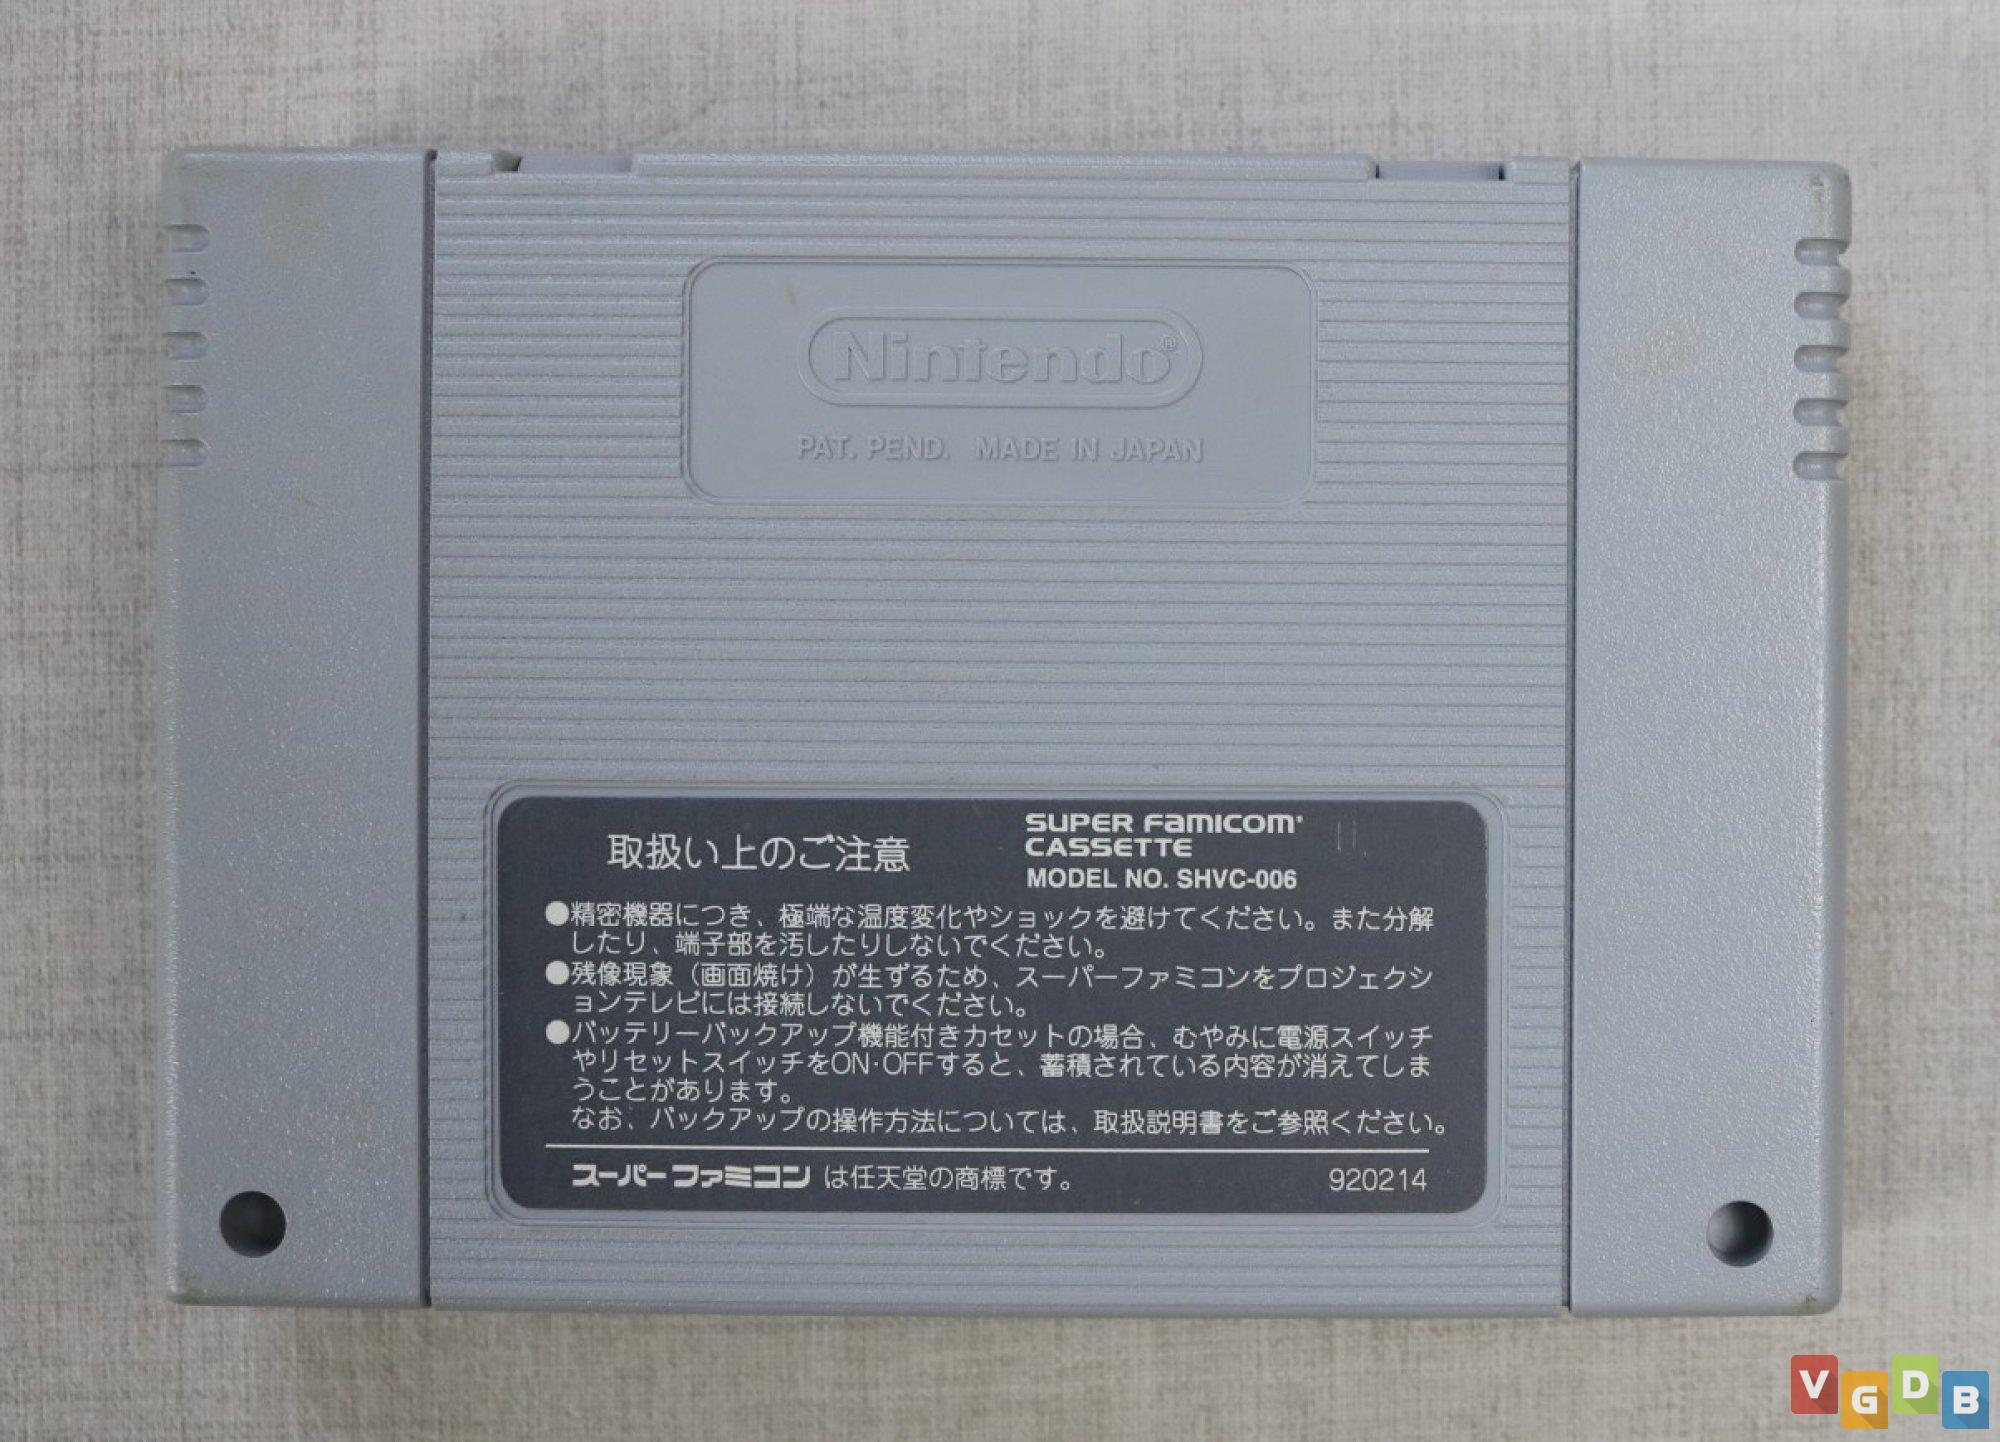 Nintendo®
PAT. PEND. MADE IN JAPAN
取扱い上のご注意
SUPER FAMICOM
CASSETTE
MODEL NO. SHVC-006
●精密機器につき、極端な温度変化やショックを避けてください。また分解
したり、端子部を汚したりしないでください。
●残像現象（画面焼け）が生ずるため、スーパーファミコンをプロジェクシ
ョンテレビには接続しないでください。
●バッテリーバックアップ機能付きカセットの場合、むやみに電源スイッチ
やリセットスイッチをON・OFFすると、蓄積されている内容が消えてしま
うことがあります。
なお、バックアップの操作方法については、取扱説明書をご参照ください。
スーパーファミコン は任天堂の商標です。
920214
VGDB